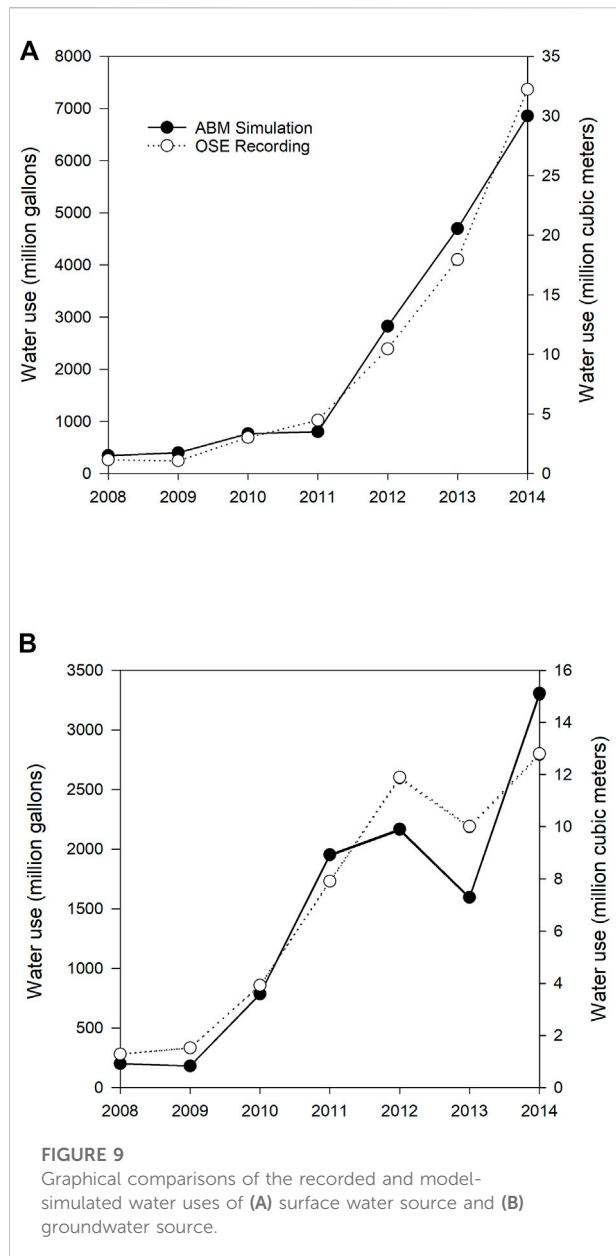 A
Water use (million gallons)
8000
7000
6000
5000
4000
3000
2000
1000
0
ABM Simulation
OSE Recording
35
30
25
20
15
10
5
0
Water use (million cubic meters)
2008 2009 2010 2011 2012 2013 2014
B
Water use (million gallons)
3500
3000
2500
2000
1500
1000
500
0
16
14
12
10
8
6
4
2
0
Water use (million cubic meters)
2008 2009 2010 2011 2012 2013 2014
FIGURE 9
Graphical comparisons of the recorded and model-
simulated water uses of (A) surface water source and (B)
groundwater source.